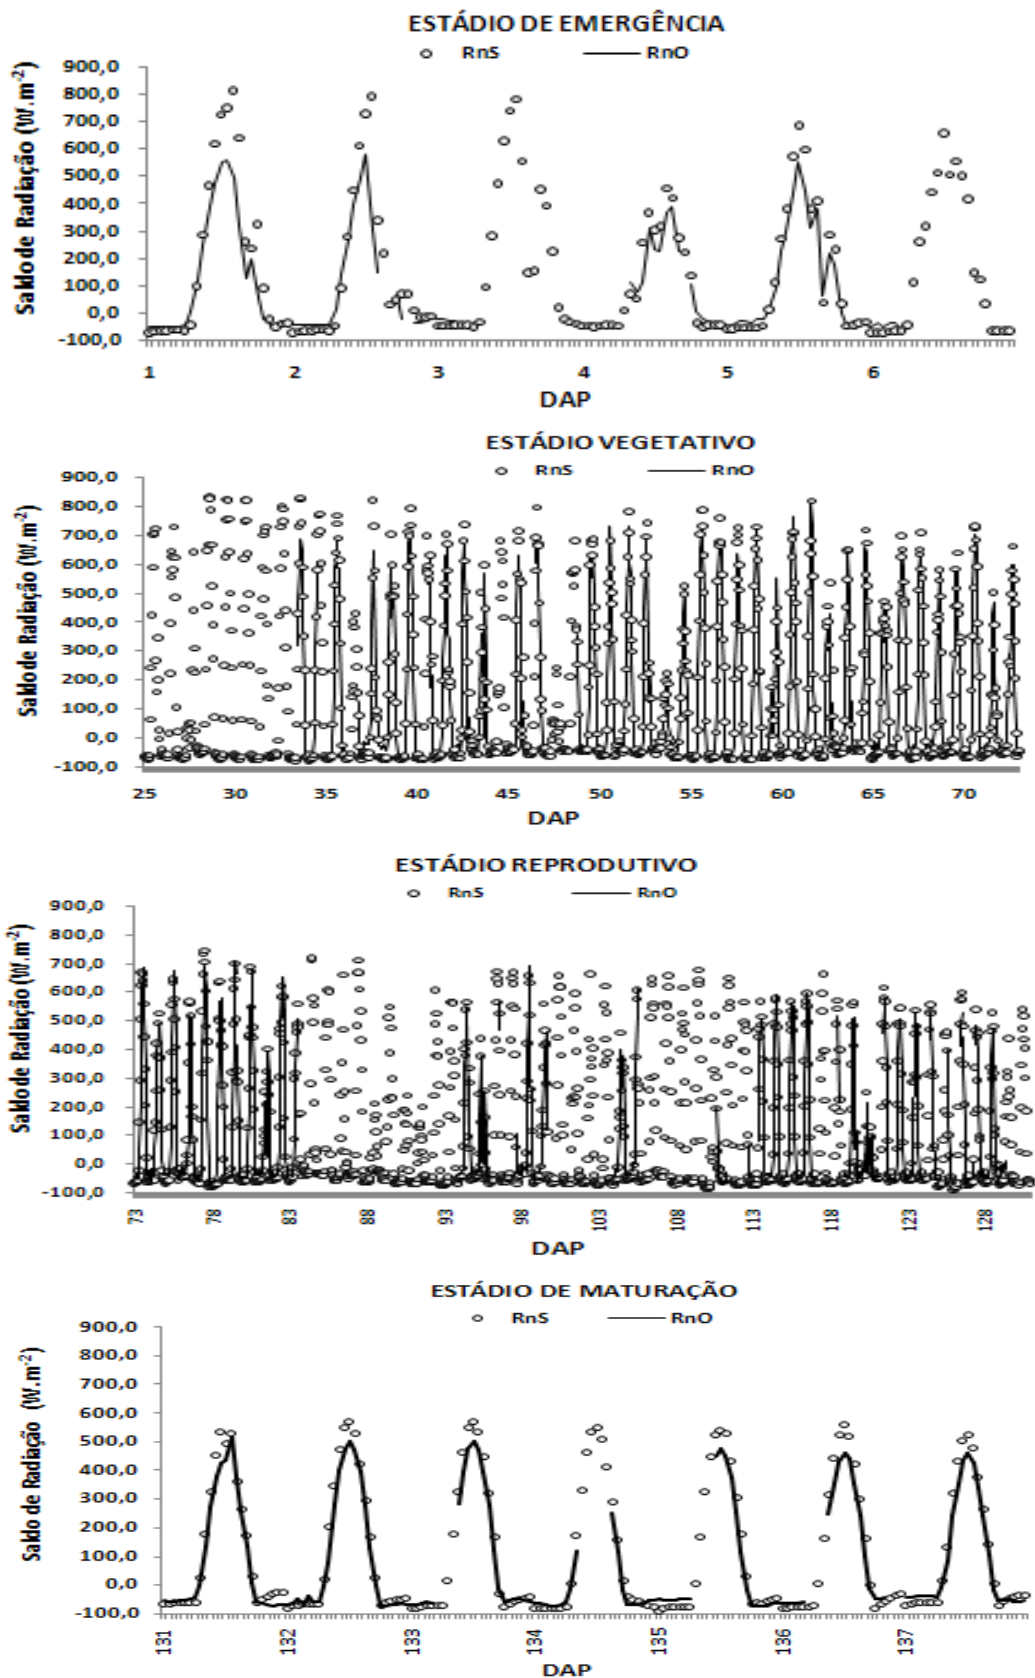 ESTÁDIO DE EMERGÊNCIA
RnS RnO
Saldo de Radiação (W.m-2)
900,0
800,0
700,0
600,0
500,0
400,0
300,0
200,0
100,0
0,0
-100,0
1 2 3 4 5 6
DAP
ESTÁDIO VEGETATIVO
RnS RnO
Saldo de Radiação (W.m-2)
900,0
800,0
700,0
600,0
500,0
400,0
300,0
200,0
100,0
0,0
-100,0
25 30 35 40 45 50 55 60 65 70
DAP
ESTÁDIO REPRODUTIVO
RnS RnO
Saldo de Radiação (W.m-2)
900,0
800,0
700,0
600,0
500,0
400,0
300,0
200,0
100,0
0,0
-100,0
73 78 83 88 93 98 103 108 113 118 123 128
DAP
ESTÁDIO DE MATURAÇÃO
RnS RnO
Saldo de Radiação (W.m-2)
900,0
800,0
700,0
600,0
500,0
400,0
300,0
200,0
100,0
0,0
-100,0
131 132 133 134 135 136 137
DAP